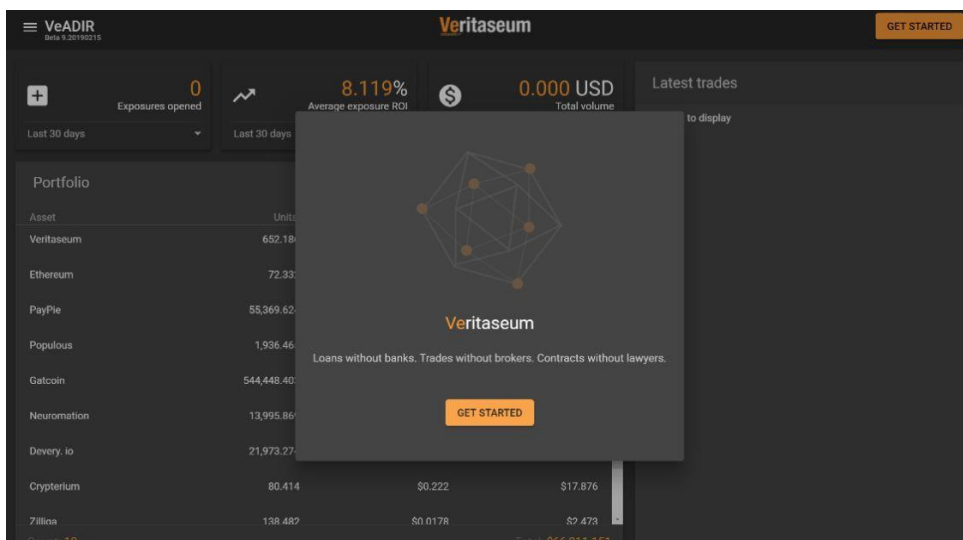 VeADIR
Beta 9.20190215
Veritaseum
GET STARTED
0
Exposures opened
Last 30 days
8.119%
Average exposure ROI
Last 30 days
0.000 USD
Total volume
Latest trades
to display
Portfolio
Asset Units
Veritaseum 652.18
Ethereum 72.33
PayPie 55,369.62
Populous 1,936.46
Gatcoin 544,448.40
Neuromation 13,995.86
Devery. io 21,973.27
Crypterium 80.414 $0.222 $17.876
Zilliqa 138.482 $0.0178 $2.473
Veritaseum
Loans without banks. Trades without brokers. Contracts without lawyers.
GET STARTED